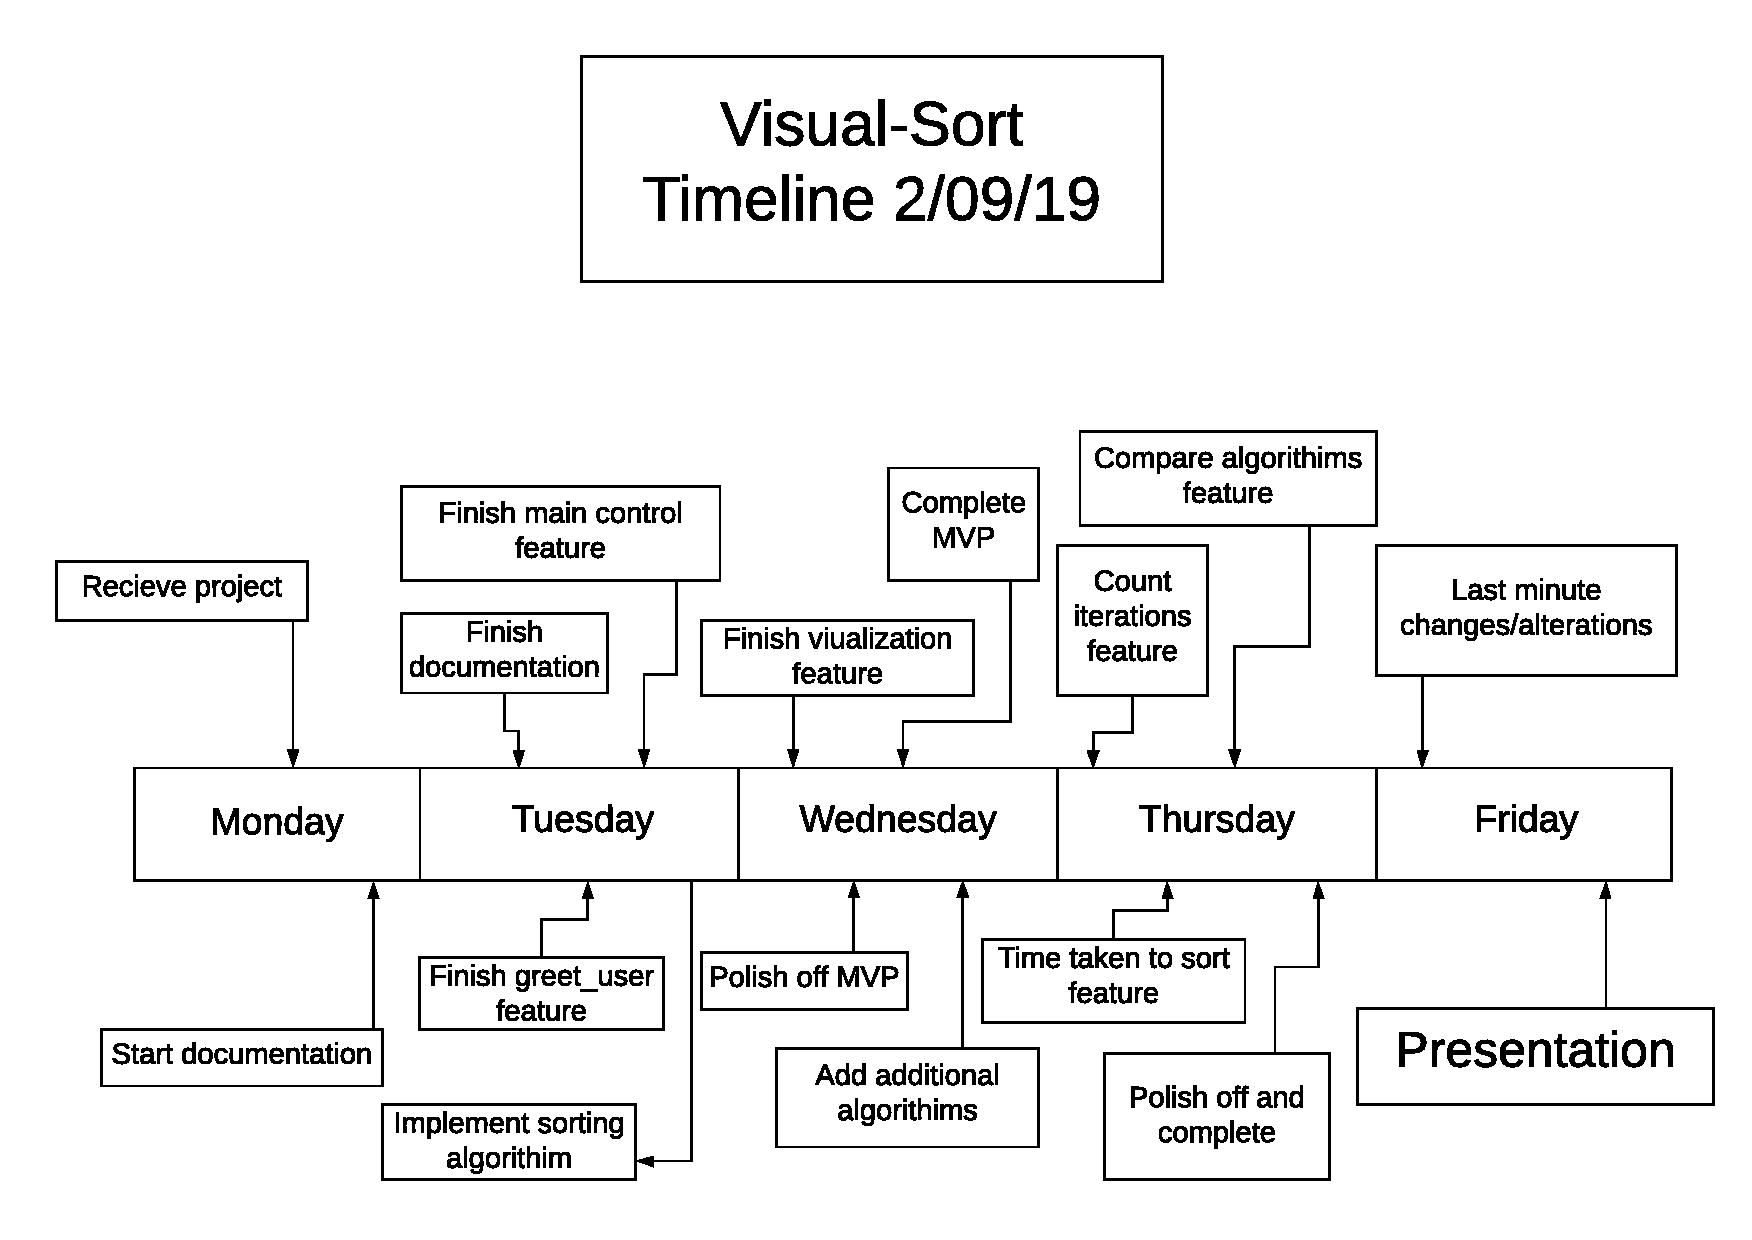 Visual-Sort
Timeline 2/09/19
Compare algorithims
feature
Complete
MVP
Finish main control
feature
Recieve project
Count
iterations
feature
Last minute
changes/alterations
Finish
documentation
Finish viualization
feature
Monday
Tuesday
Wednesday
Thursday
Friday
Finish greet_user
feature
Polish off MVP
Time taken to sort
feature
Start documentation
Presentation
Add additional
algorithims
Polish off and
complete
Implement sorting
algorithim